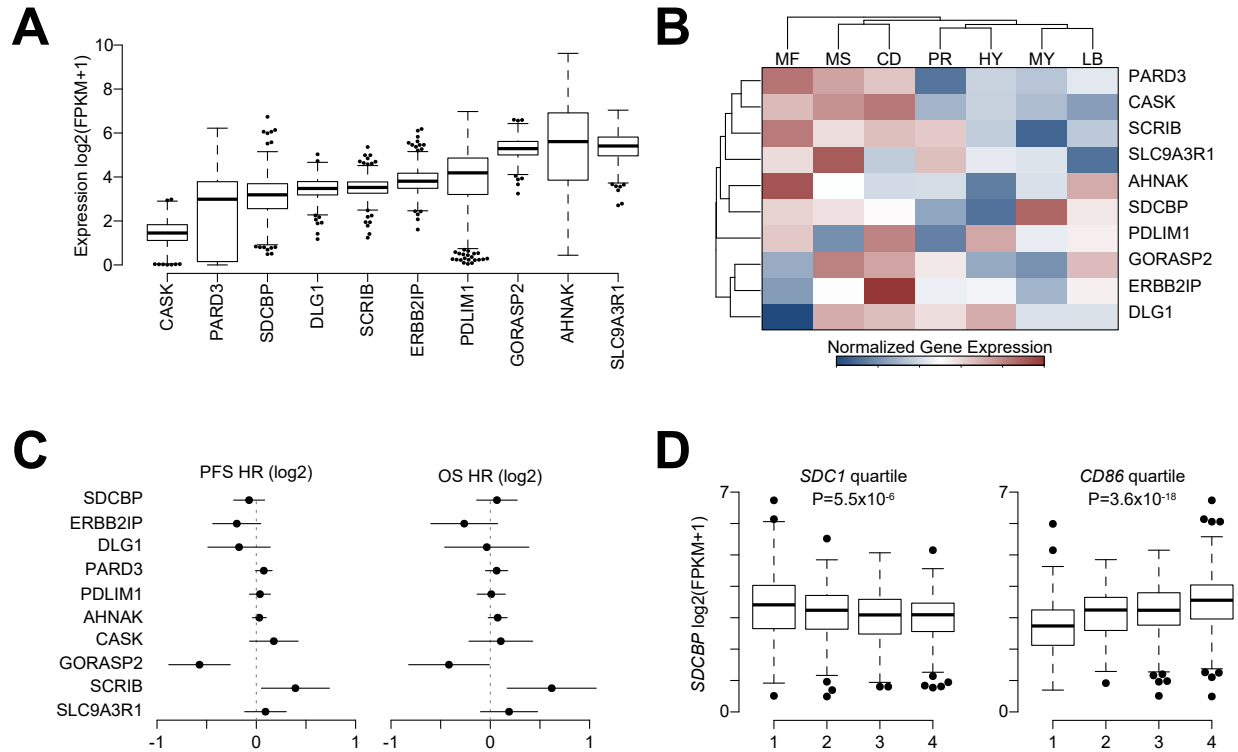 A
Expression log2(FPKM+1)
10
8
6
4
2
0
CASK
PARD3
SDCBP
DLG1
SCRIB
ERBB2IP
PDLIM1
GORASP2
AHNAK
SLC9A3R1
B
MF MS CD PR HY MY LB
PARD3
CASK
SCRIB
SLC9A3R1
AHNAK
SDCBP
PDLIM1
GORASP2
ERBB2IP
DLG1
Normalized Gene Expression
C
PFS HR (log2) OS HR (log2)
SDCBP
ERBB2IP
DLG1
PARD3
PDLIM1
AHNAK
CASK
GORASP2
SCRIB
SLC9A3R1
-1 0 1 -1 0 1
D
SDC1 quartile
P=5.5x10-6
CD86 quartile
P=3.6x10-18
SDCBP log2(FPKM+1)
7
0
1 2 3 4
7
0
1 2 3 4